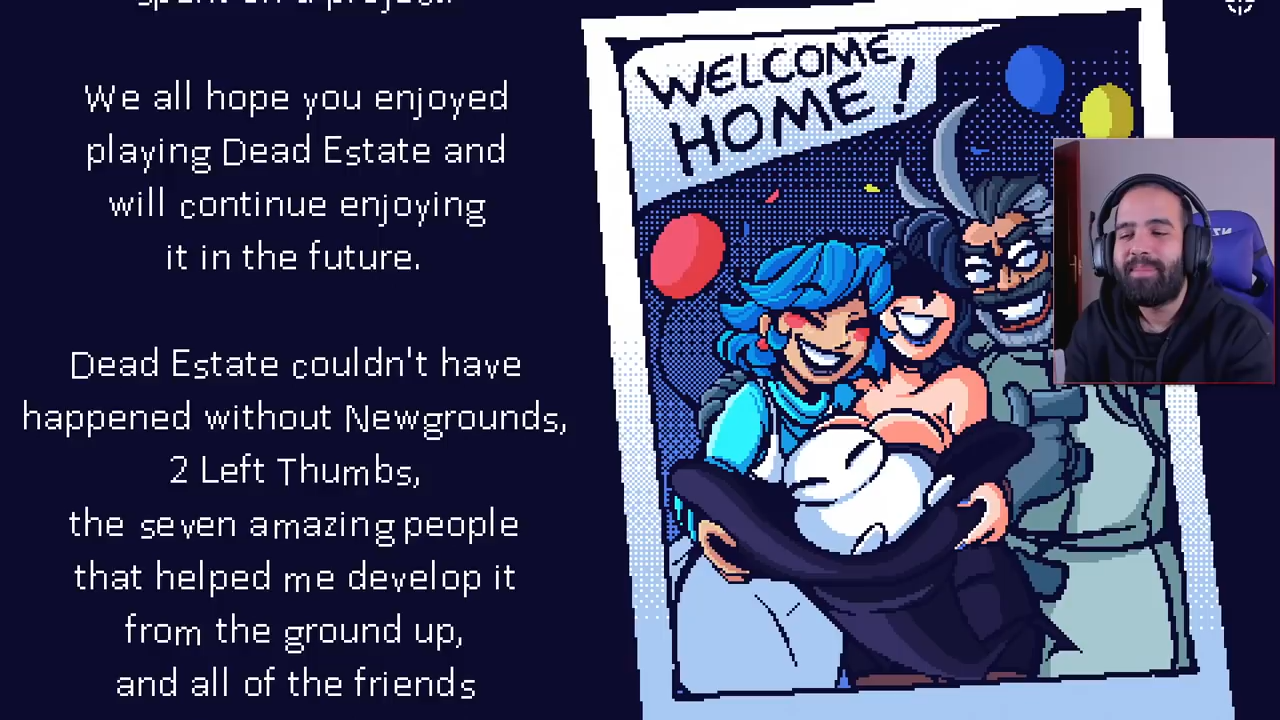 We all hope you enjoyed
playing Dead Estate and
will continue enjoying
it in the future.
Dead Estate couldn't have
happened without Newgrounds,
2 Left Thumbs,
the seven amazing people
that helped me develop it
from the ground up,
and all of the friends
WELCOME
HOME!